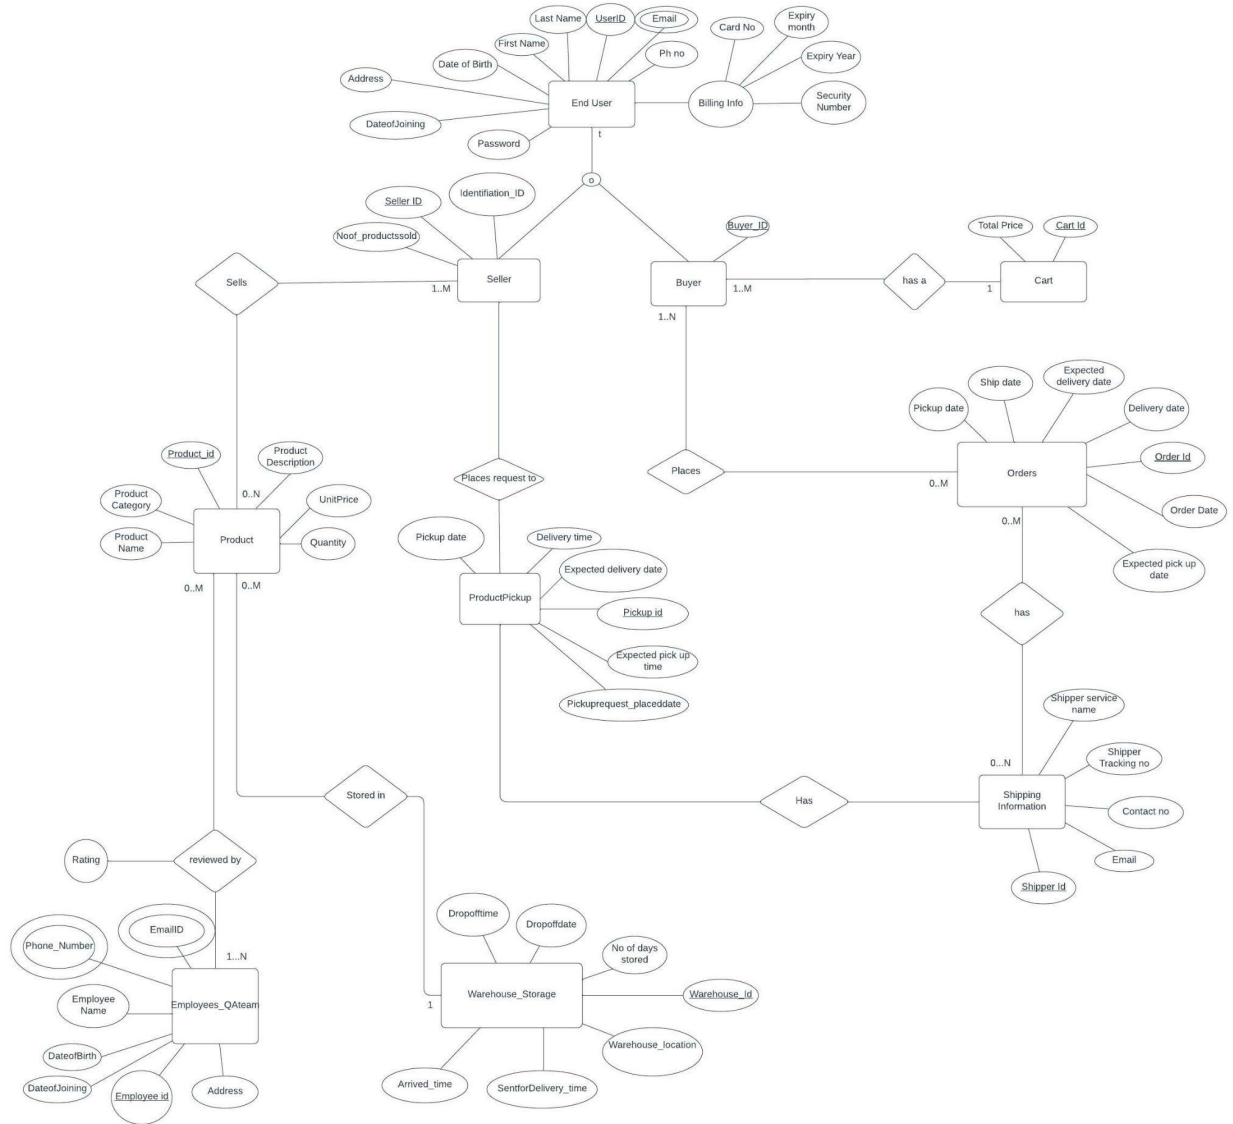 Last Name
UserID
Email
Card No
Expiry
month
First Name
Ph no
Expiry Year
Date of Birth
Address
End User
Billing Info
Security
Number
DateofJoining
Password
t
o
Seller ID
Identifiation_ID
Noof_productssold
Buyer_ID
Total Price
Cart Id
Sells
Seller
1..M
Buyer
1..M
1..N
has a
1
Cart
Pickup date
Ship date
Expected
delivery date
Delivery date
Order Id
Order Date
Expected pick up
date
Orders
0..M
0..M
Places
Places request to
Product_id
Product
Description
Product
Category
UnitPrice
Product
Name
Quantity
0..N
Product
0..M
0..M
Pickup date
Delivery time
Expected delivery date
Pickup id
Expected pick up
time
Pickuprequest_placeddate
ProductPickup
has
Shipper service
name
Shipper
Tracking no
Contact no
Email
Shipper Id
0...N
Shipping
Information
Has
Stored in
Rating
reviewed by
EmailID
Phone_Number
1...N
Employee
Name
Employees_QAteam
DateofBirth
DateofJoining
Employee id
Address
Dropofftime
Dropoffdate
No of days
stored
Warehouse_Id
Warehouse_Storage
1
Warehouse_location
Arrived_time
SentforDelivery_time